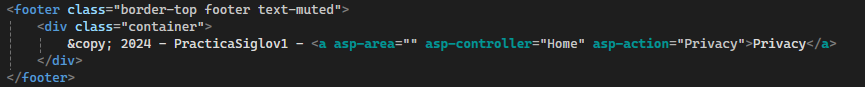 <footer class="border-top footer text-muted">
    <div class="container">
        &copy; 2024 - PracticaSiglov1 - <a asp-area="" asp-controller="Home" asp-action="Privacy">Privacy</a>
    </div>
</footer>